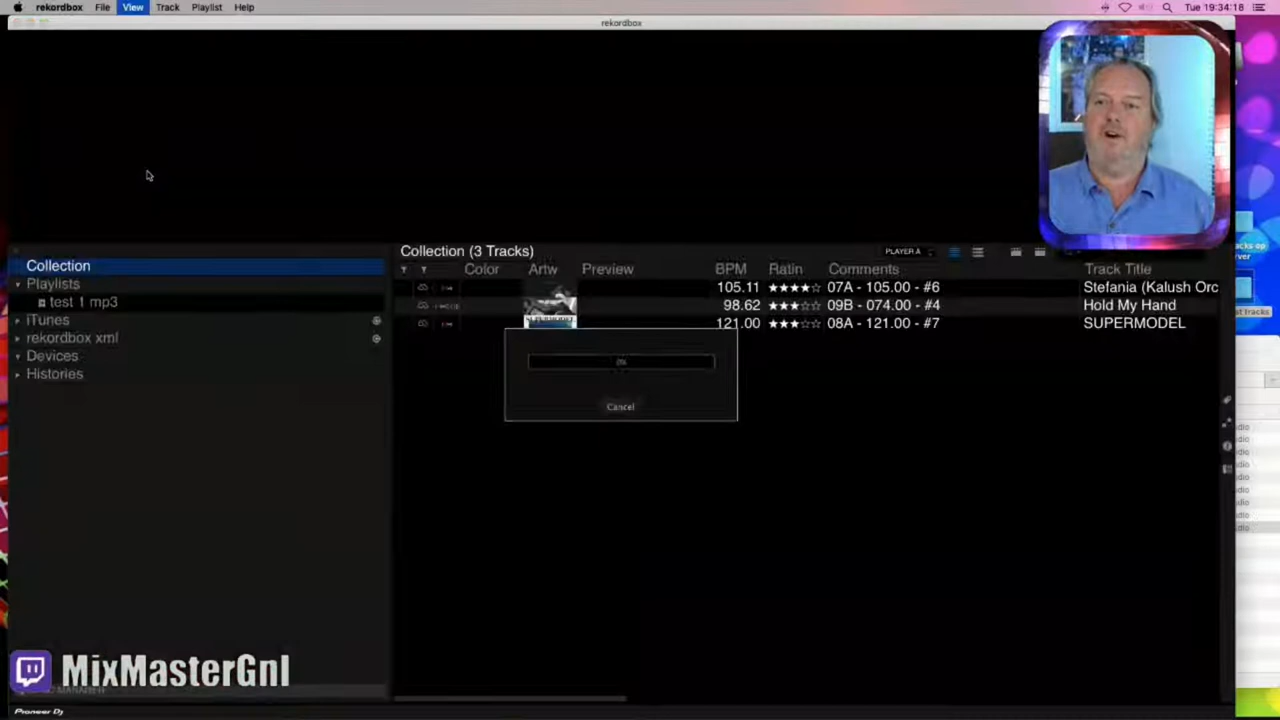 rekordbox File View Track Playlist Help
Tue 19:34:18
rekordbox
Collection
Playlists
test 1 mp3
iTunes
rekordbox xml
Devices
Histories
Collection (3 Tracks)
PLAYER A
Color Artw Preview BPM Ratin Comments Track Title
105.11 ★★★★☆ 07A - 105.00 - #6 Stefania (Kalush Orc
98.62 ★★★☆☆ 09B - 074.00 - #4 Hold My Hand
121.00 ★★★☆☆ 08A - 121.00 - #7 SUPERMODEL
0%
Cancel
MixMasterGnl
Pioneer Dj